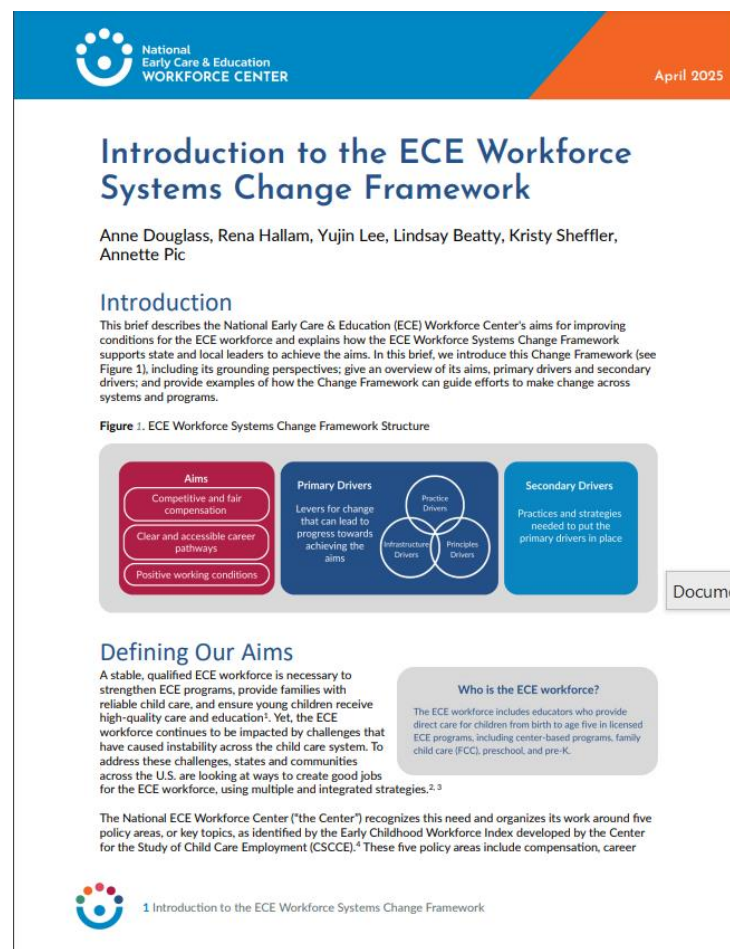 National
Early Care & Education
WORKFORCE CENTER
April 2025
Introduction to the ECE Workforce
Systems Change Framework
Anne Douglass, Rena Hallam, Yujin Lee, Lindsay Beatty, Kristy Sheffler,
Annette Pic
Introduction
This brief describes the National Early Care & Education (ECE) Workforce Center's aims for improving
conditions for the ECE workforce and explains how the ECE Workforce Systems Change Framework
supports state and local leaders to achieve the aims. In this brief, we introduce this Change Framework (see
Figure 1), including its grounding perspectives; give an overview of its aims, primary drivers and secondary
drivers; and provide examples of how the Change Framework can guide efforts to make change across
systems and programs.
Figure 1. ECE Workforce Systems Change Framework Structure
Aims
Competitive and fair
compensation
Clear and accessible career
pathways
Positive working conditions
Primary Drivers
Levers for change
that can lead to
progress towards
achieving the
aims
Practice
Drivers
Infrastructure
Drivers
Principles
Drivers
Secondary Drivers
Practices and strategies
needed to put the
primary drivers in place
Docume
Defining Our Aims
A stable, qualified ECE workforce is necessary to
strengthen ECE programs, provide families with
reliable child care, and ensure young children receive
high-quality care and education¹. Yet, the ECE
workforce continues to be impacted by challenges that
have caused instability across the child care system. To
address these challenges, states and communities
across the U.S. are looking at ways to create good jobs
for the ECE workforce, using multiple and integrated strategies.², ³
Who is the ECE workforce?
The ECE workforce includes educators who provide
direct care for children from birth to age five in licensed
ECE programs, including center-based programs, family
child care (FCC), preschool, and pre-K.
The National ECE Workforce Center ("the Center") recognizes this need and organizes its work around five
policy areas, or key topics, as identified by the Early Childhood Workforce Index developed by the Center
for the Study of Child Care Employment (CSCCE).⁴ These five policy areas include compensation, career
1 Introduction to the ECE Workforce Systems Change Framework